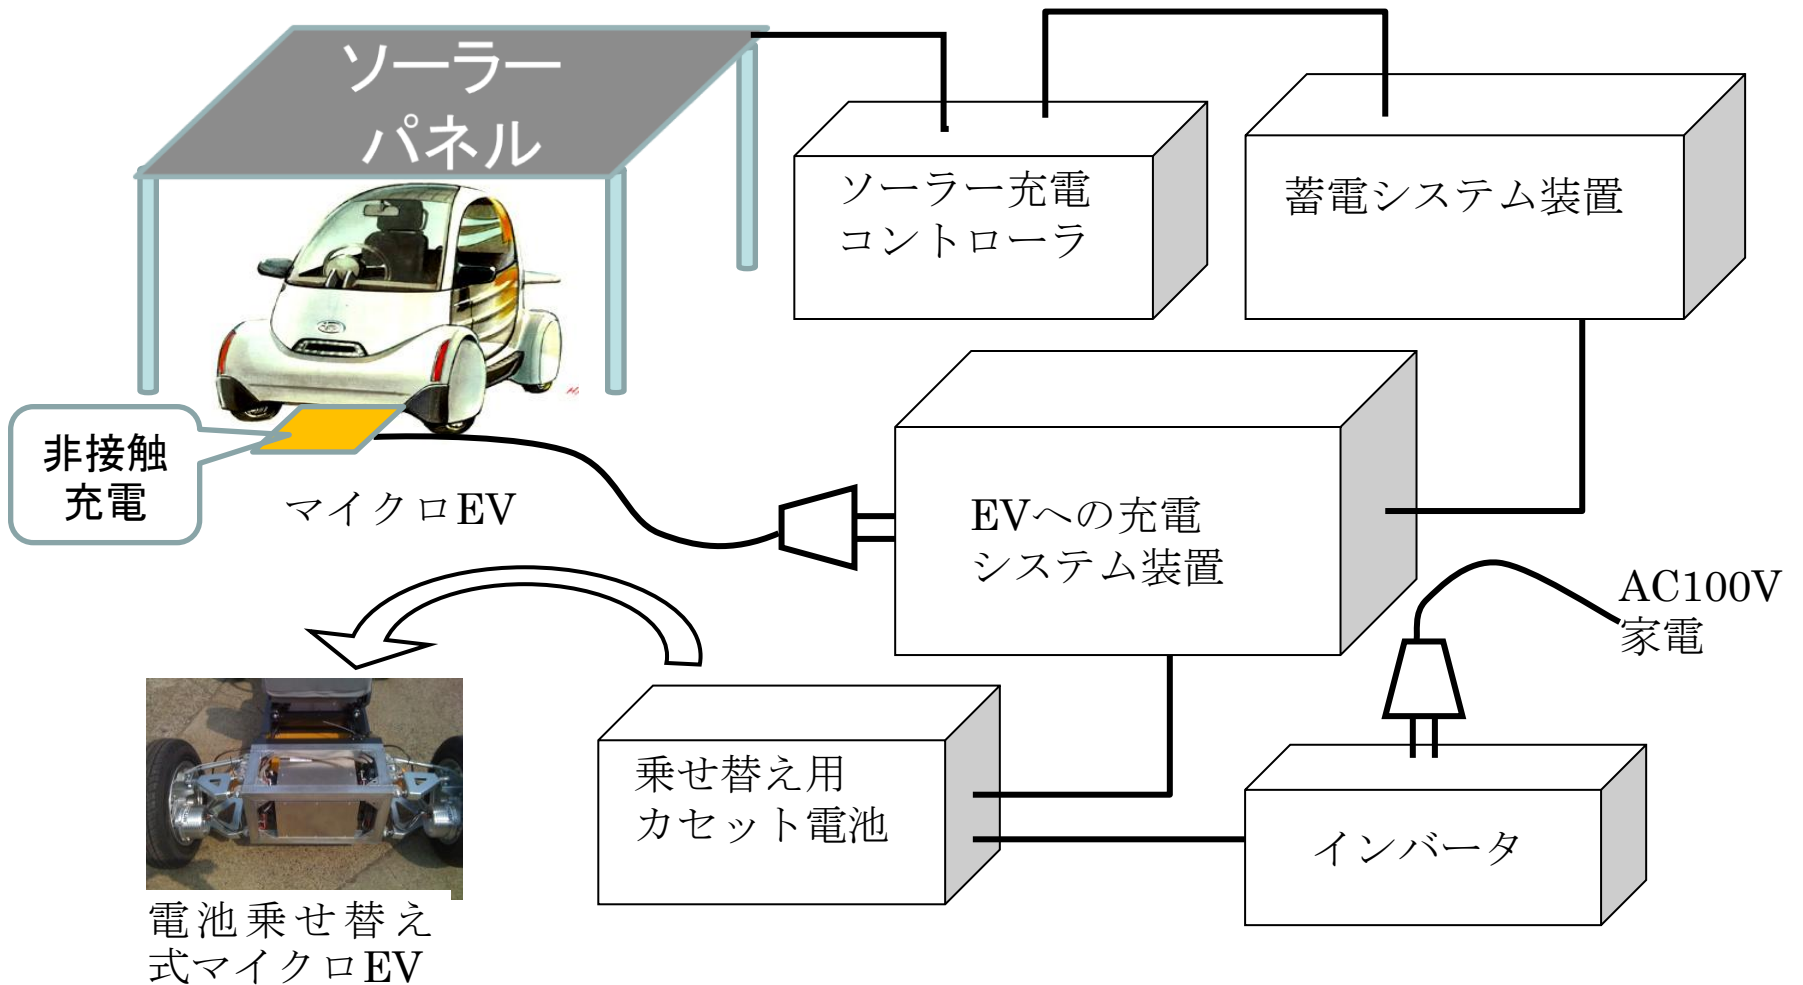 ソーラー
パネル
ソーラー充電
コントローラ
蓄電システム装置
非接触
充電
マイクロEV
EVへの充電
システム装置
AC100V
家電
乗せ替え用
カセット電池
インバータ
電池乗せ替え
式マイクロEV